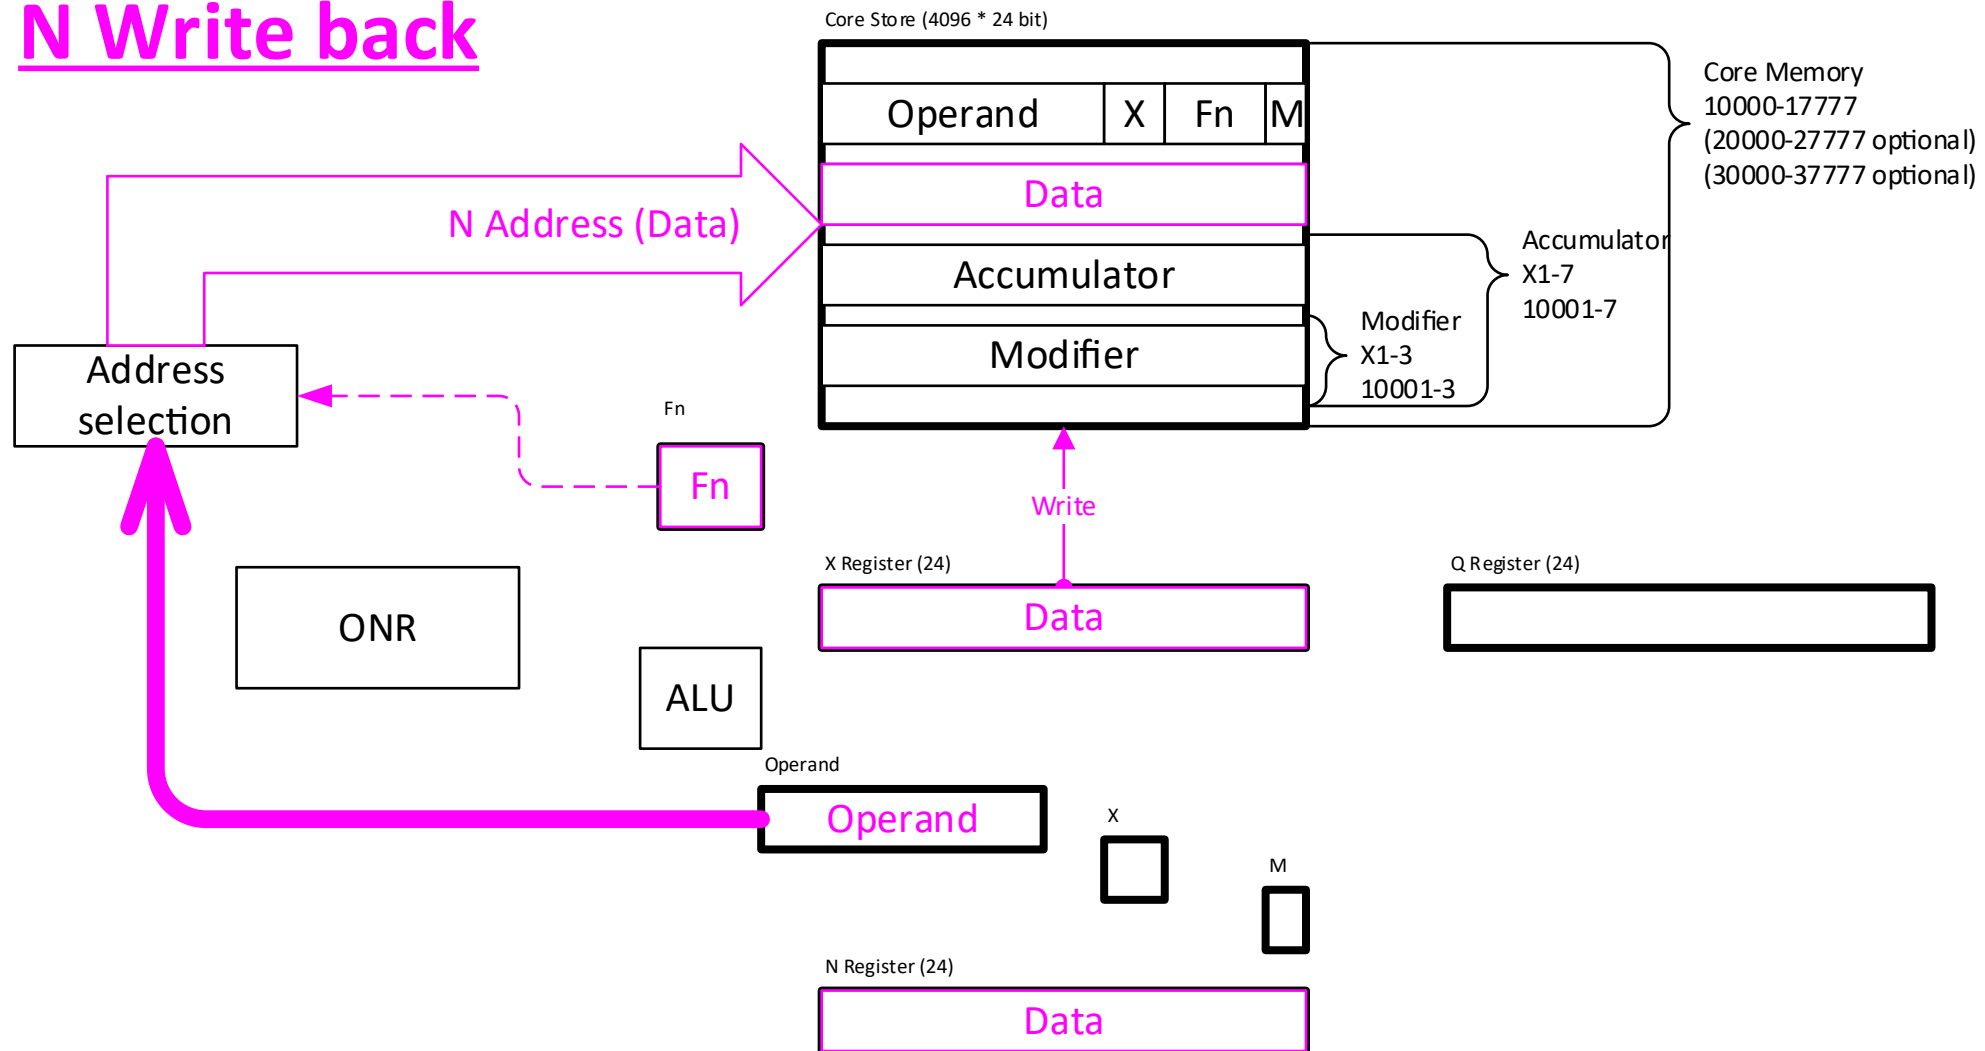 N Write back
Core Store (4096 * 24 bit)
Operand X Fn M
Data
Accumulator
Modifier
Core Memory
10000-17777
(20000-27777 optional)
(30000-37777 optional)
Accumulator
X1-7
10001-7
Modifier
X1-3
10001-3
N Address (Data)
Address
selection
Fn
Fn
Write
X Register (24)
Data
Q Register (24)
ONR
ALU
Operand
Operand
X
M
N Register (24)
Data